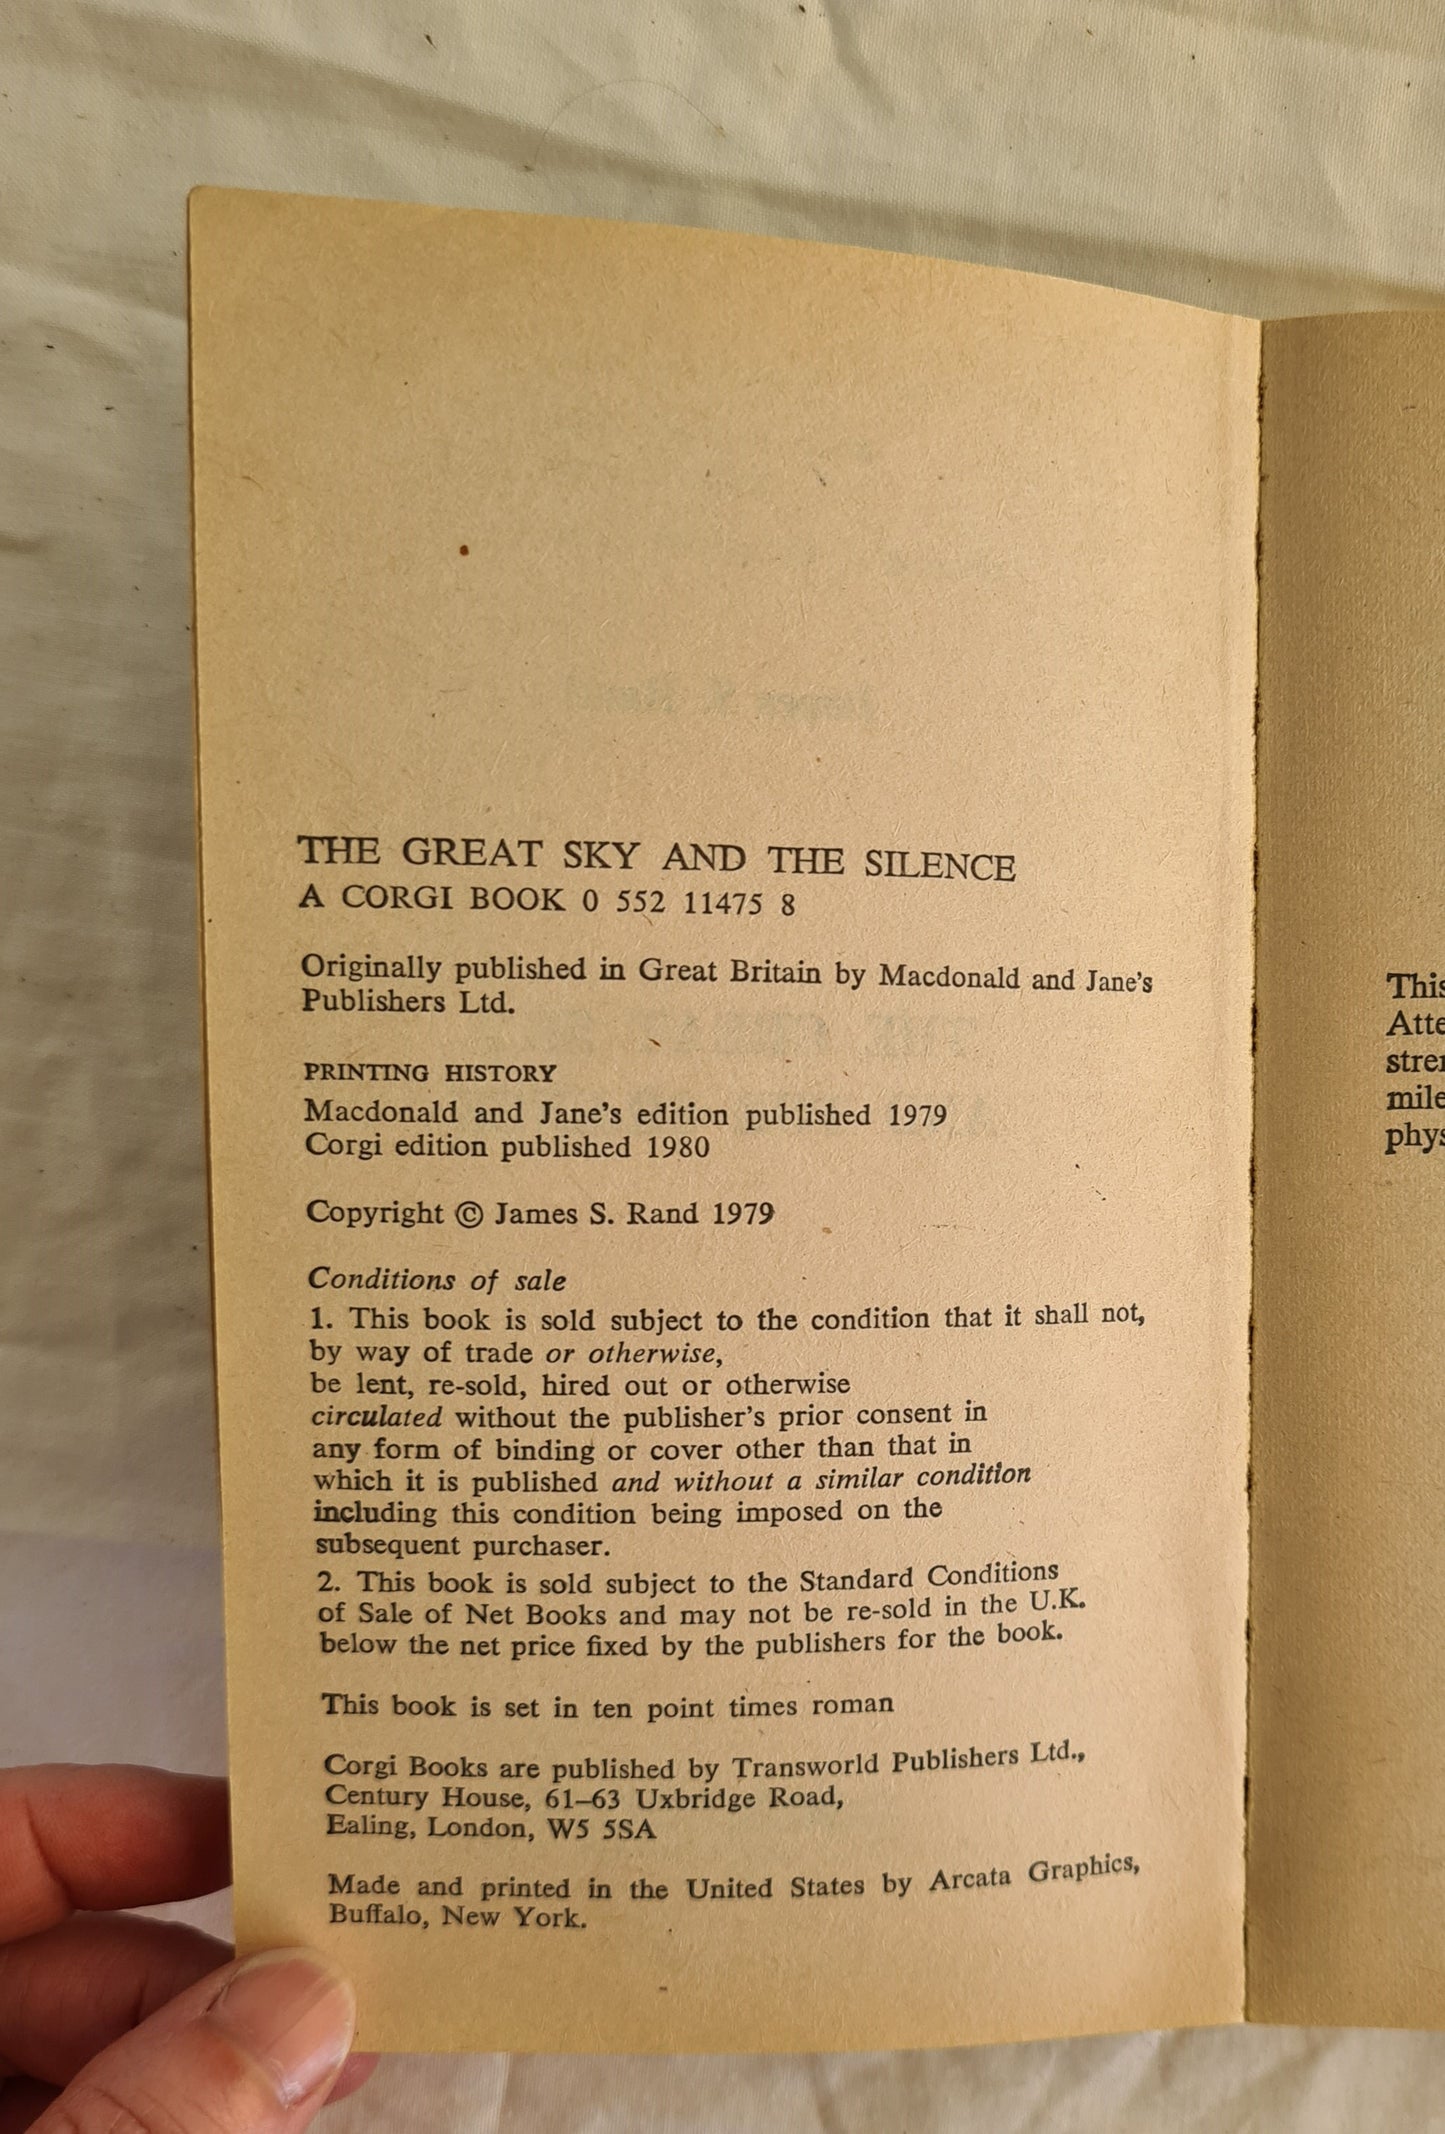 THE GREAT SKY AND THE SILENCE
A CORGI BOOK 0 552 11475 8
Originally published in Great Britain by Macdonald and Jane's
Publishers Ltd.
PRINTING HISTORY
Macdonald and Jane's edition published 1979
Corgi edition published 1980
Copyright © James S. Rand 1979
Conditions of sale
1. This book is sold subject to the condition that it shall not,
by way of trade or otherwise,
be lent, re-sold, hired out or otherwise
circulated without the publisher's prior consent in
any form of binding or cover other than that in
which it is published and without a similar condition
including this condition being imposed on the
subsequent purchaser.
2. This book is sold subject to the Standard Conditions
of Sale of Net Books and may not be re-sold in the U.K.
below the net price fixed by the publishers for the book.
This book is set in ten point times roman
Corgi Books are published by Transworld Publishers Ltd.,
Century House, 61–63 Uxbridge Road,
Ealing, London, W5 5SA
Made and printed in the United States by Arcata Graphics,
Buffalo, New York.